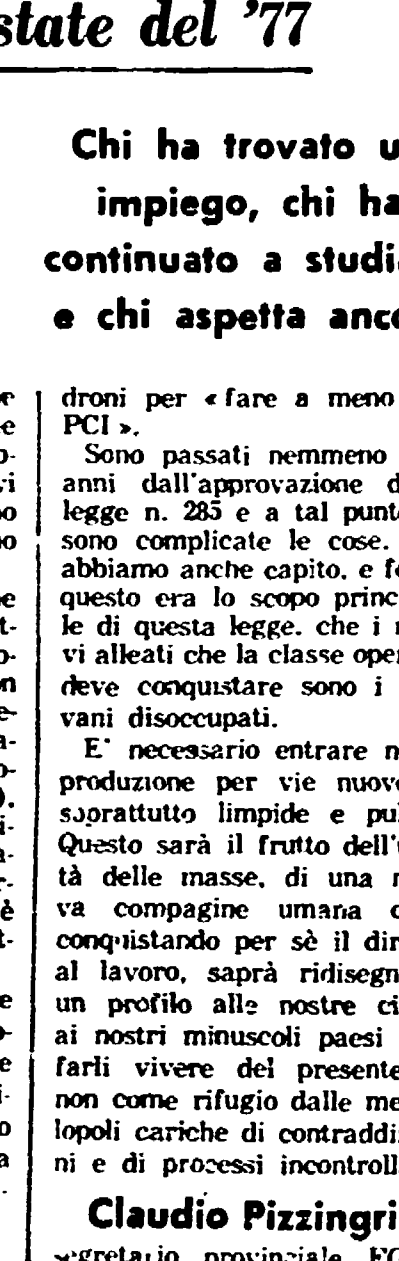 state del '77
Chi ha trovato u
impiego, chi ha
continuato a studi
e chi aspetta anc
droni per « fare a meno
PCI ».
Sono passati nemmeno
anni dall'approvazione d
legge n. 285 e a tal punt
sono complicate le cose.
abbiamo anche capito, e f
questo era lo scopo princ
le di questa legge, che i
vi alleati che la classe oper
deve conquistare sono i
vani disoccupati.
E' necessario entrare n
produzione per vie nuov
soprattutto limpide e pu
Questo sarà il frutto dell'
tà delle masse, di una
va compagine umana c
conquistando per sè il dir
al lavoro, saprà ridisegn
un profilo alle nostre ci
ai nostri minuscoli paesi
farli vivere del presente
non come rifugio dalle me
lopoli cariche di contraddi
ni e di processi incontroll
Claudio Pizzingri
segretario provinciale FG